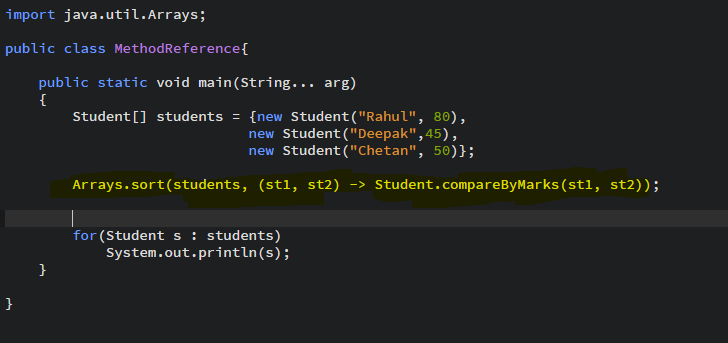 import java.util.Arrays;
public class MethodReference{
public static void main(String... arg)
{
Student[] students = {new Student("Rahul", 80),
new Student("Deepak",45),
new Student("Chetan", 50)};
Arrays.sort(students, (st1, st2) -> Student.compareByMarks(st1, st2));
for(Student s : students)
System.out.println(s);
}
}